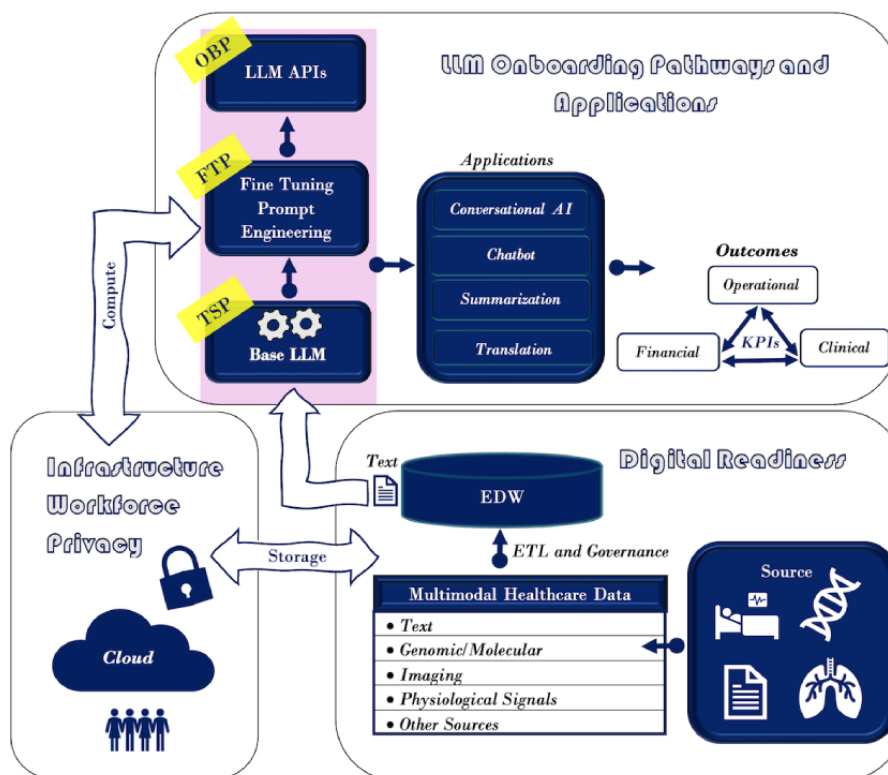 LLM Onboarding Pathways and
Applications
OBP
LLM APIs
FTP
Fine Tuning
Prompt
Engineering
TSP
Base LLM
Applications
Conversational AI
Chatbot
Summarization
Translation
Outcomes
Operational
Financial
KPIs
Clinical
Compute
Infrastructure
Workforce
Privacy
Storage
Cloud
Digital Readiness
Text
EDW
ETL and Governance
Multimodal Healthcare Data
• Text
• Genomic/Molecular
• Imaging
• Physiological Signals
• Other Sources
Source